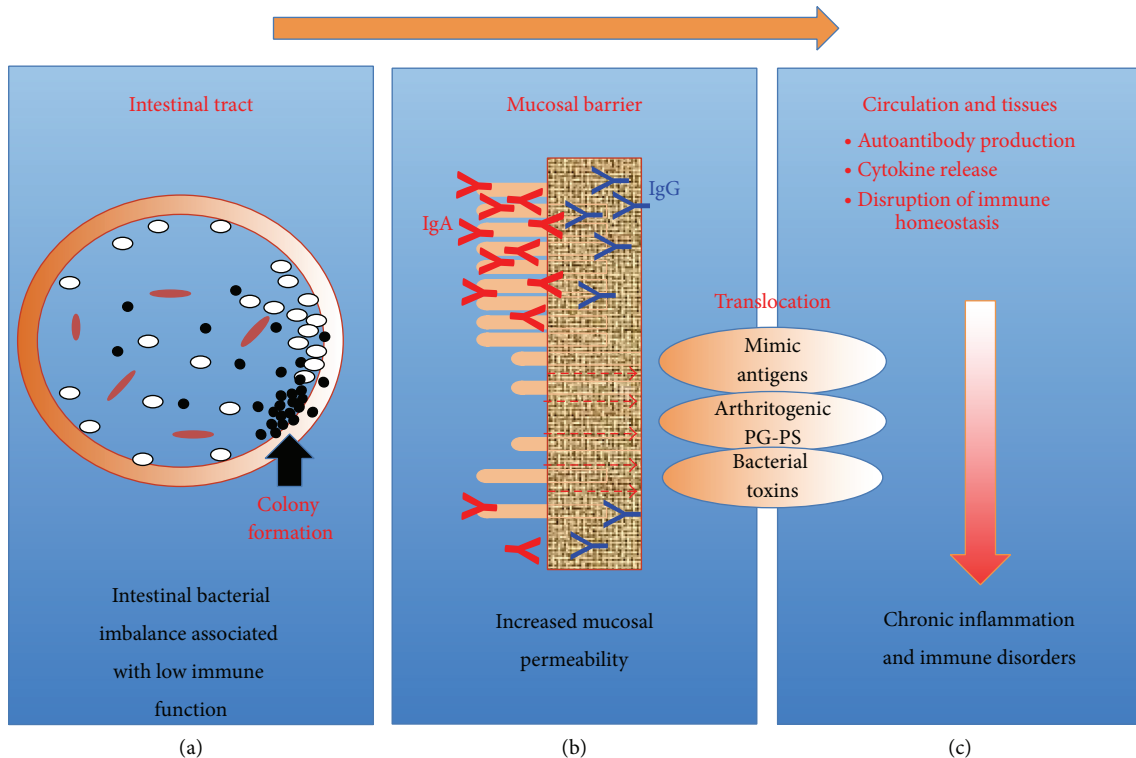 Intestinal tract
Colony
formation
Intestinal bacterial
imbalance associated
with low immune
function
(a)
Mucosal barrier
IgA
IgG
Increased mucosal
permeability
(b)
Translocation
Mimic
antigens
Arthritogenic
PG-PS
Bacterial
toxins
Circulation and tissues
• Autoantibody production
• Cytokine release
• Disruption of immune
homeostasis
Chronic inflammation
and immune disorders
(c)